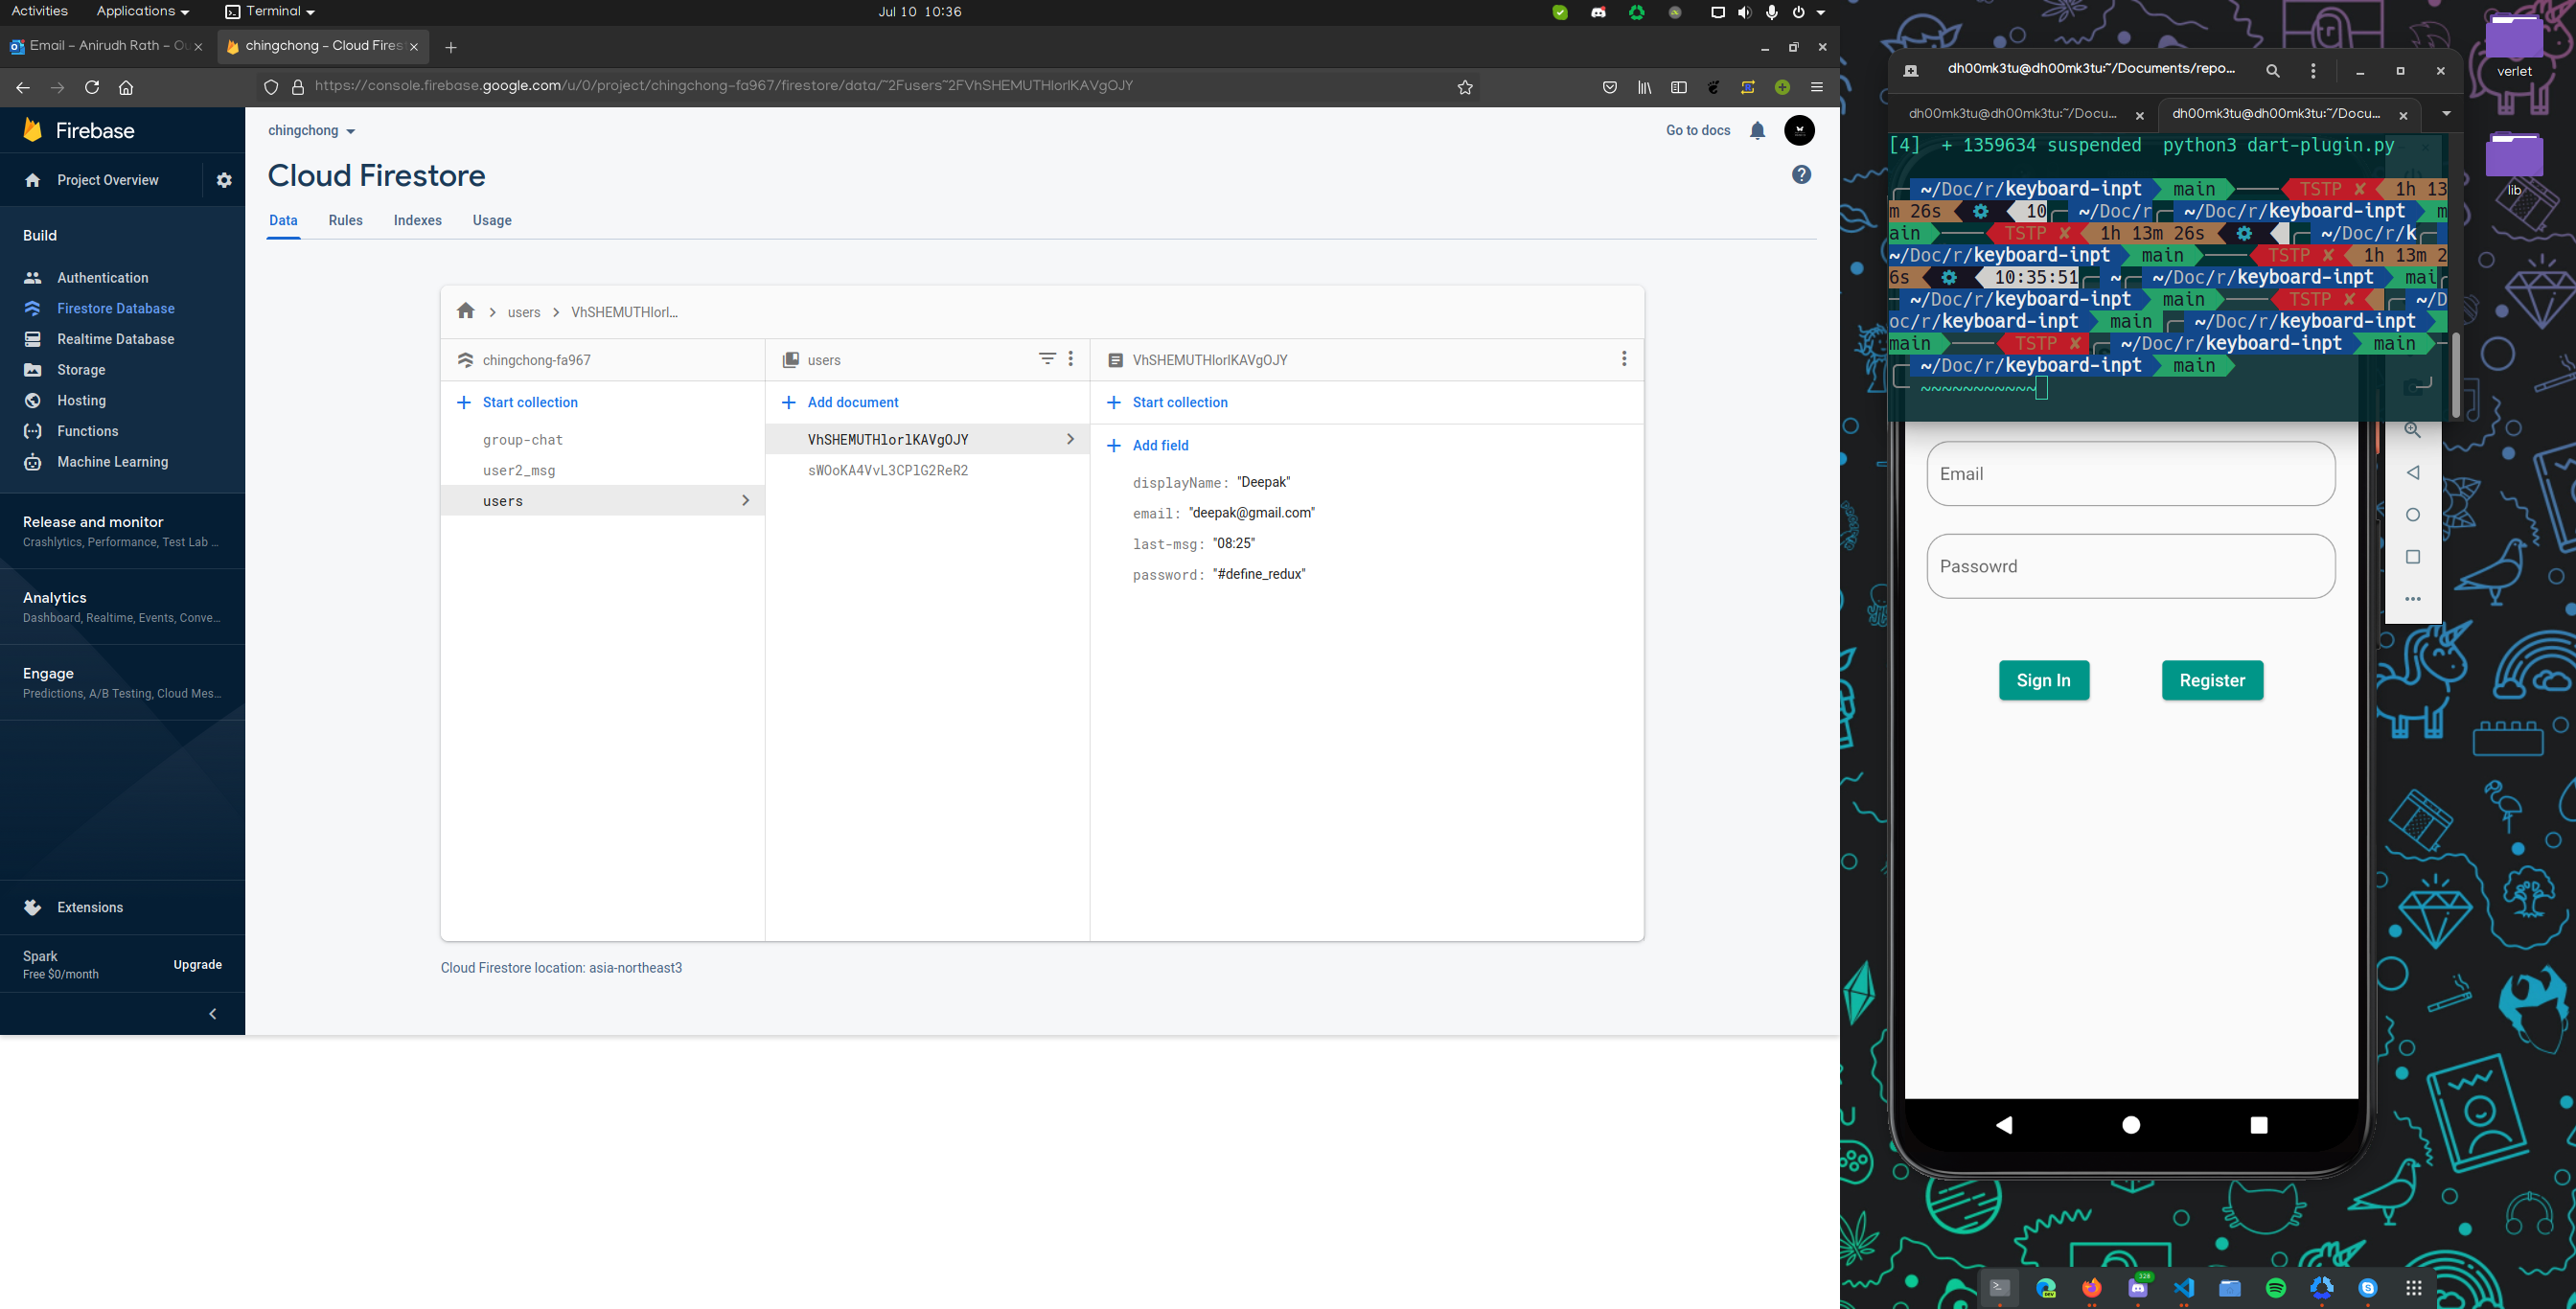 Activities Applications Terminal Jul 10 10:36
Email – Anirudh Rath – Ou
chingchong – Cloud Fires
https://console.firebase.google.com/u/0/project/chingchong-fa967/firestore/data/~2Fusers~2FVhSHEMUTHlorlKAVgOJY
Firebase
Project Overview
Build
Authentication
Firestore Database
Realtime Database
Storage
Hosting
Functions
Machine Learning
Release and monitor
Crashlytics, Performance, Test Lab ...
Analytics
Dashboard, Realtime, Events, Conve...
Engage
Predictions, A/B Testing, Cloud Mes...
Extensions
Spark
Free $0/month
Upgrade
chingchong
Go to docs
Cloud Firestore
Data Rules Indexes Usage
users VhSHEMUTHlorl...
chingchong-fa967
Start collection
group-chat
user2_msg
users
users
Add document
VhSHEMUTHlorlKAVgOJY
sWOoKA4VvL3CPlG2ReR2
VhSHEMUTHlorlKAVgOJY
Start collection
Add field
displayName: "Deepak"
email: "deepak@gmail.com"
last-msg: "08:25"
password: "#define_redux"
Cloud Firestore location: asia-northeast3
dh00mk3tu@dh00mk3tu:~/Documents/repo...
dh00mk3tu@dh00mk3tu:~/Docu... dh00mk3tu@dh00mk3tu:~/Docu...
[4] + 1359634 suspended python3 dart-plugin.py
~/Doc/r/keyboard-inpt main TSTP ✘ 1h 13
m 26s 10 ~/Doc/r ~/Doc/r/keyboard-inpt m
ain TSTP ✘ 1h 13m 26s ~/Doc/r/k
~/Doc/r/keyboard-inpt main TSTP ✘ 1h 13m 2
6s 10:35:51 ~ ~/Doc/r/keyboard-inpt mai
~/Doc/r/keyboard-inpt main TSTP ✘ ~/D
oc/r/keyboard-inpt main ~/Doc/r/keyboard-inpt
main TSTP ✘ ~/Doc/r/keyboard-inpt main
~/Doc/r/keyboard-inpt main
~~~~~~~~~~~
Email
Passowrd
Sign In Register
verlet
lib
328